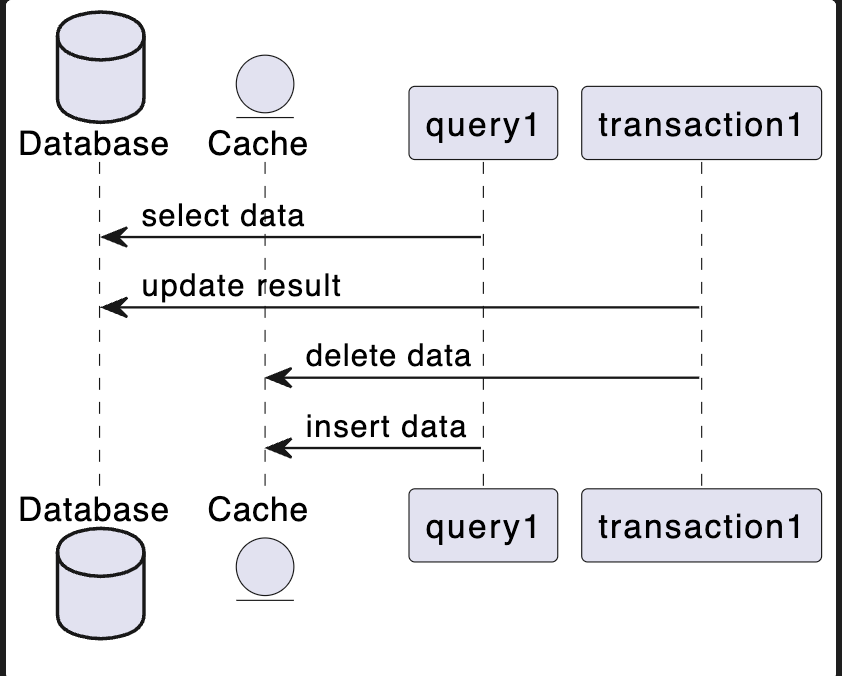 Database
Cache
query1
transaction1
select data
update result
delete data
insert data
Database
Cache
query1
transaction1